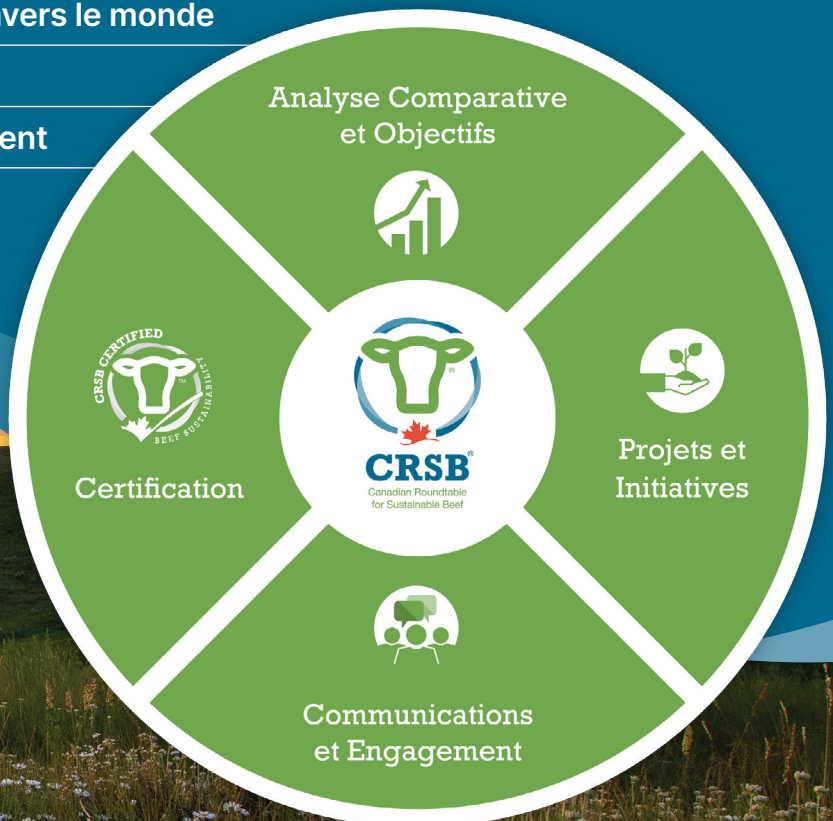 vers le monde
ent
Analyse Comparative
et Objectifs
CRSB CERTIFIED
™
BEEF SUSTAINABILITY
Certification
®
CRSB®
Canadian Roundtable
for Sustainable Beef
Projets et
Initiatives
Communications
et Engagement